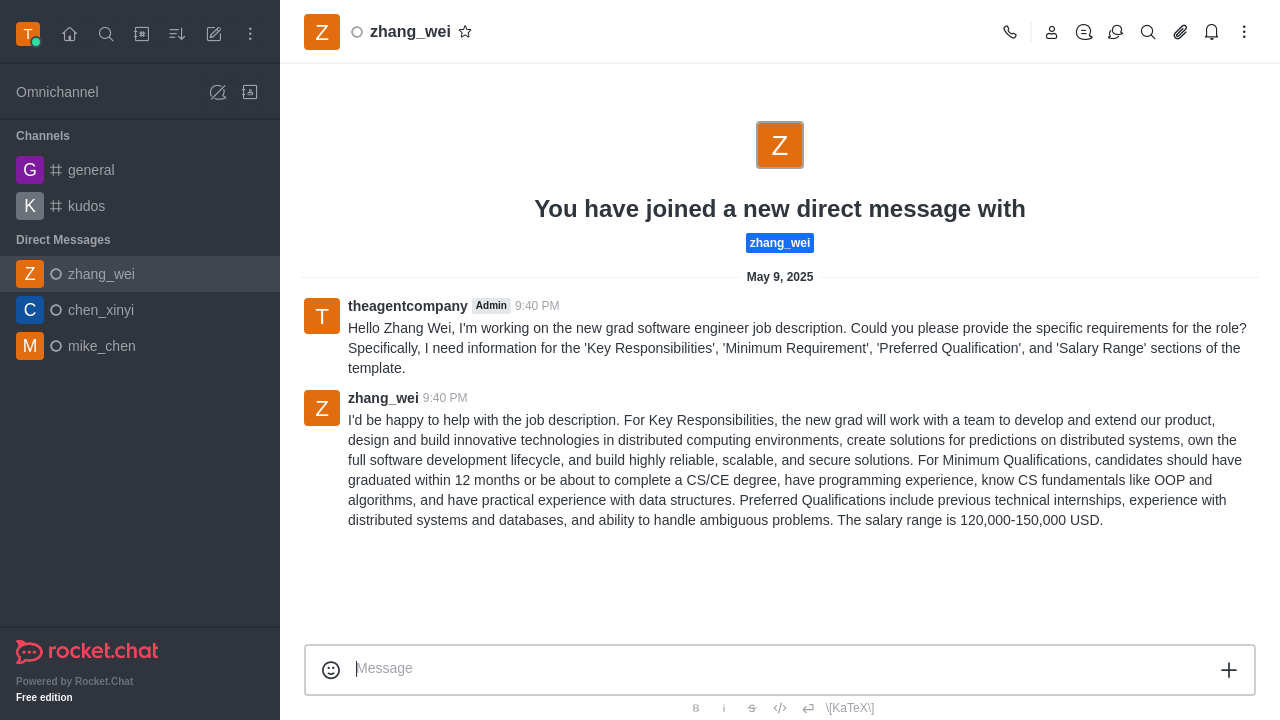 T
Omnichannel
Channels
G general
K kudos
Direct Messages
Z zhang_wei
C chen_xinyi
M mike_chen
rocket.chat
Powered by Rocket.Chat
Free edition
Z zhang_wei
Z
You have joined a new direct message with
zhang_wei
May 9, 2025
T
theagentcompany Admin 9:40 PM
Hello Zhang Wei, I'm working on the new grad software engineer job description. Could you please provide the specific requirements for the role?
Specifically, I need information for the 'Key Responsibilities', 'Minimum Requirement', 'Preferred Qualification', and 'Salary Range' sections of the
template.
Z
zhang_wei 9:40 PM
I'd be happy to help with the job description. For Key Responsibilities, the new grad will work with a team to develop and extend our product,
design and build innovative technologies in distributed computing environments, create solutions for predictions on distributed systems, own the
full software development lifecycle, and build highly reliable, scalable, and secure solutions. For Minimum Qualifications, candidates should have
graduated within 12 months or be about to complete a CS/CE degree, have programming experience, know CS fundamentals like OOP and
algorithms, and have practical experience with data structures. Preferred Qualifications include previous technical internships, experience with
distributed systems and databases, and ability to handle ambiguous problems. The salary range is 120,000-150,000 USD.
Message
B i S </> \[KaTeX\]